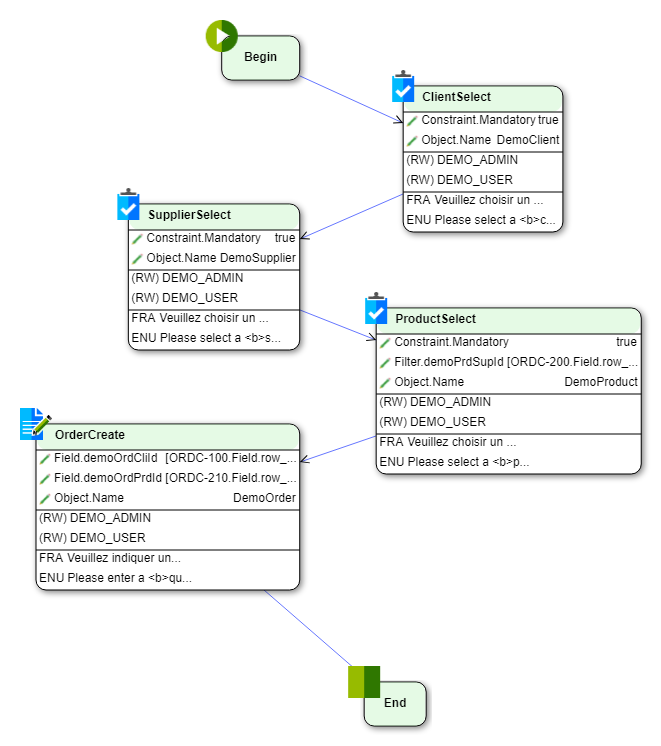 Begin
ClientSelect
Constraint.Mandatory true
Object.Name DemoClient
(RW) DEMO_ADMIN
(RW) DEMO_USER
FRA Veuillez choisir un ...
ENU Please select a <b>c...
SupplierSelect
Constraint.Mandatory true
Object.Name DemoSupplier
(RW) DEMO_ADMIN
(RW) DEMO_USER
FRA Veuillez choisir un ...
ENU Please select a <b>s...
ProductSelect
Constraint.Mandatory true
Filter.demoPrdSupId [ORDC-200.Field.row_...
Object.Name DemoProduct
(RW) DEMO_ADMIN
(RW) DEMO_USER
FRA Veuillez choisir un ...
ENU Please select a <b>p...
OrderCreate
Field.demoOrdCliId [ORDC-100.Field.row_...
Field.demoOrdPrdId [ORDC-210.Field.row_...
Object.Name DemoOrder
(RW) DEMO_ADMIN
(RW) DEMO_USER
FRA Veuillez indiquer un...
ENU Please enter a <b>qu...
End